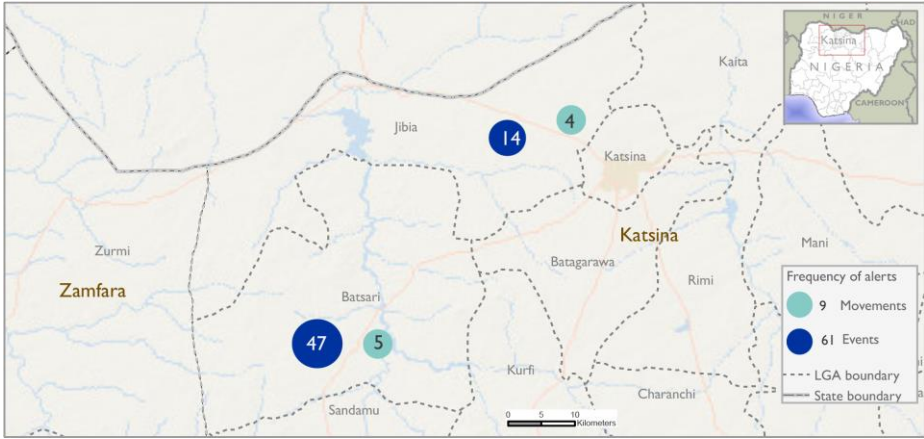 NIGER
CHAD
Katsina
NIGERIA
CAMEROON
Kaita
Jibia
14
4
Katsina
Katsina
Zurmi
Zamfara
Batagarawa
Mani
Rimi
Batsari
47
5
Kurfi
Charanchi
Sandamu
0 5 10
Kilometers
Frequency of alerts
9 Movements
61 Events
LGA boundary
State boundary